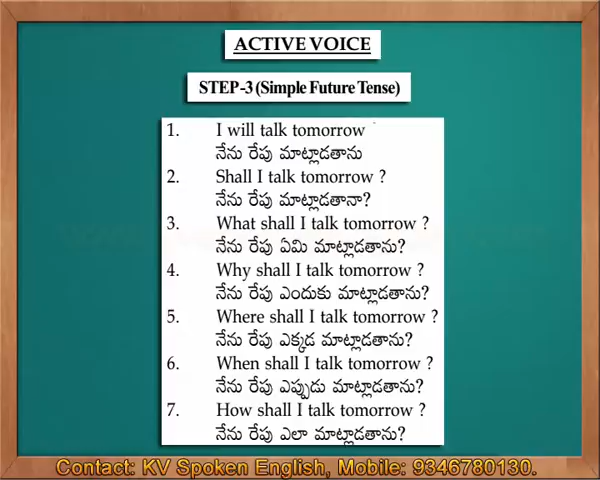 ACTIVE VOICE
STEP-3 (Simple Future Tense)
1. I will talk tomorrow
నేను రేపు మాట్లాడతాను
2. Shall I talk tomorrow ?
నేను రేపు మాట్లాడతానా?
3. What shall I talk tomorrow ?
నేను రేపు ఏమి మాట్లాడతాను?
4. Why shall I talk tomorrow ?
నేను రేపు ఎందుకు మాట్లాడతాను?
5. Where shall I talk tomorrow ?
నేను రేపు ఎక్కడ మాట్లాడతాను?
6. When shall I talk tomorrow ?
నేను రేపు ఎప్పుడు మాట్లాడతాను?
7. How shall I talk tomorrow ?
నేను రేపు ఎలా మాట్లాడతాను?
Contact: KV Spoken English, Mobile: 9346780130.